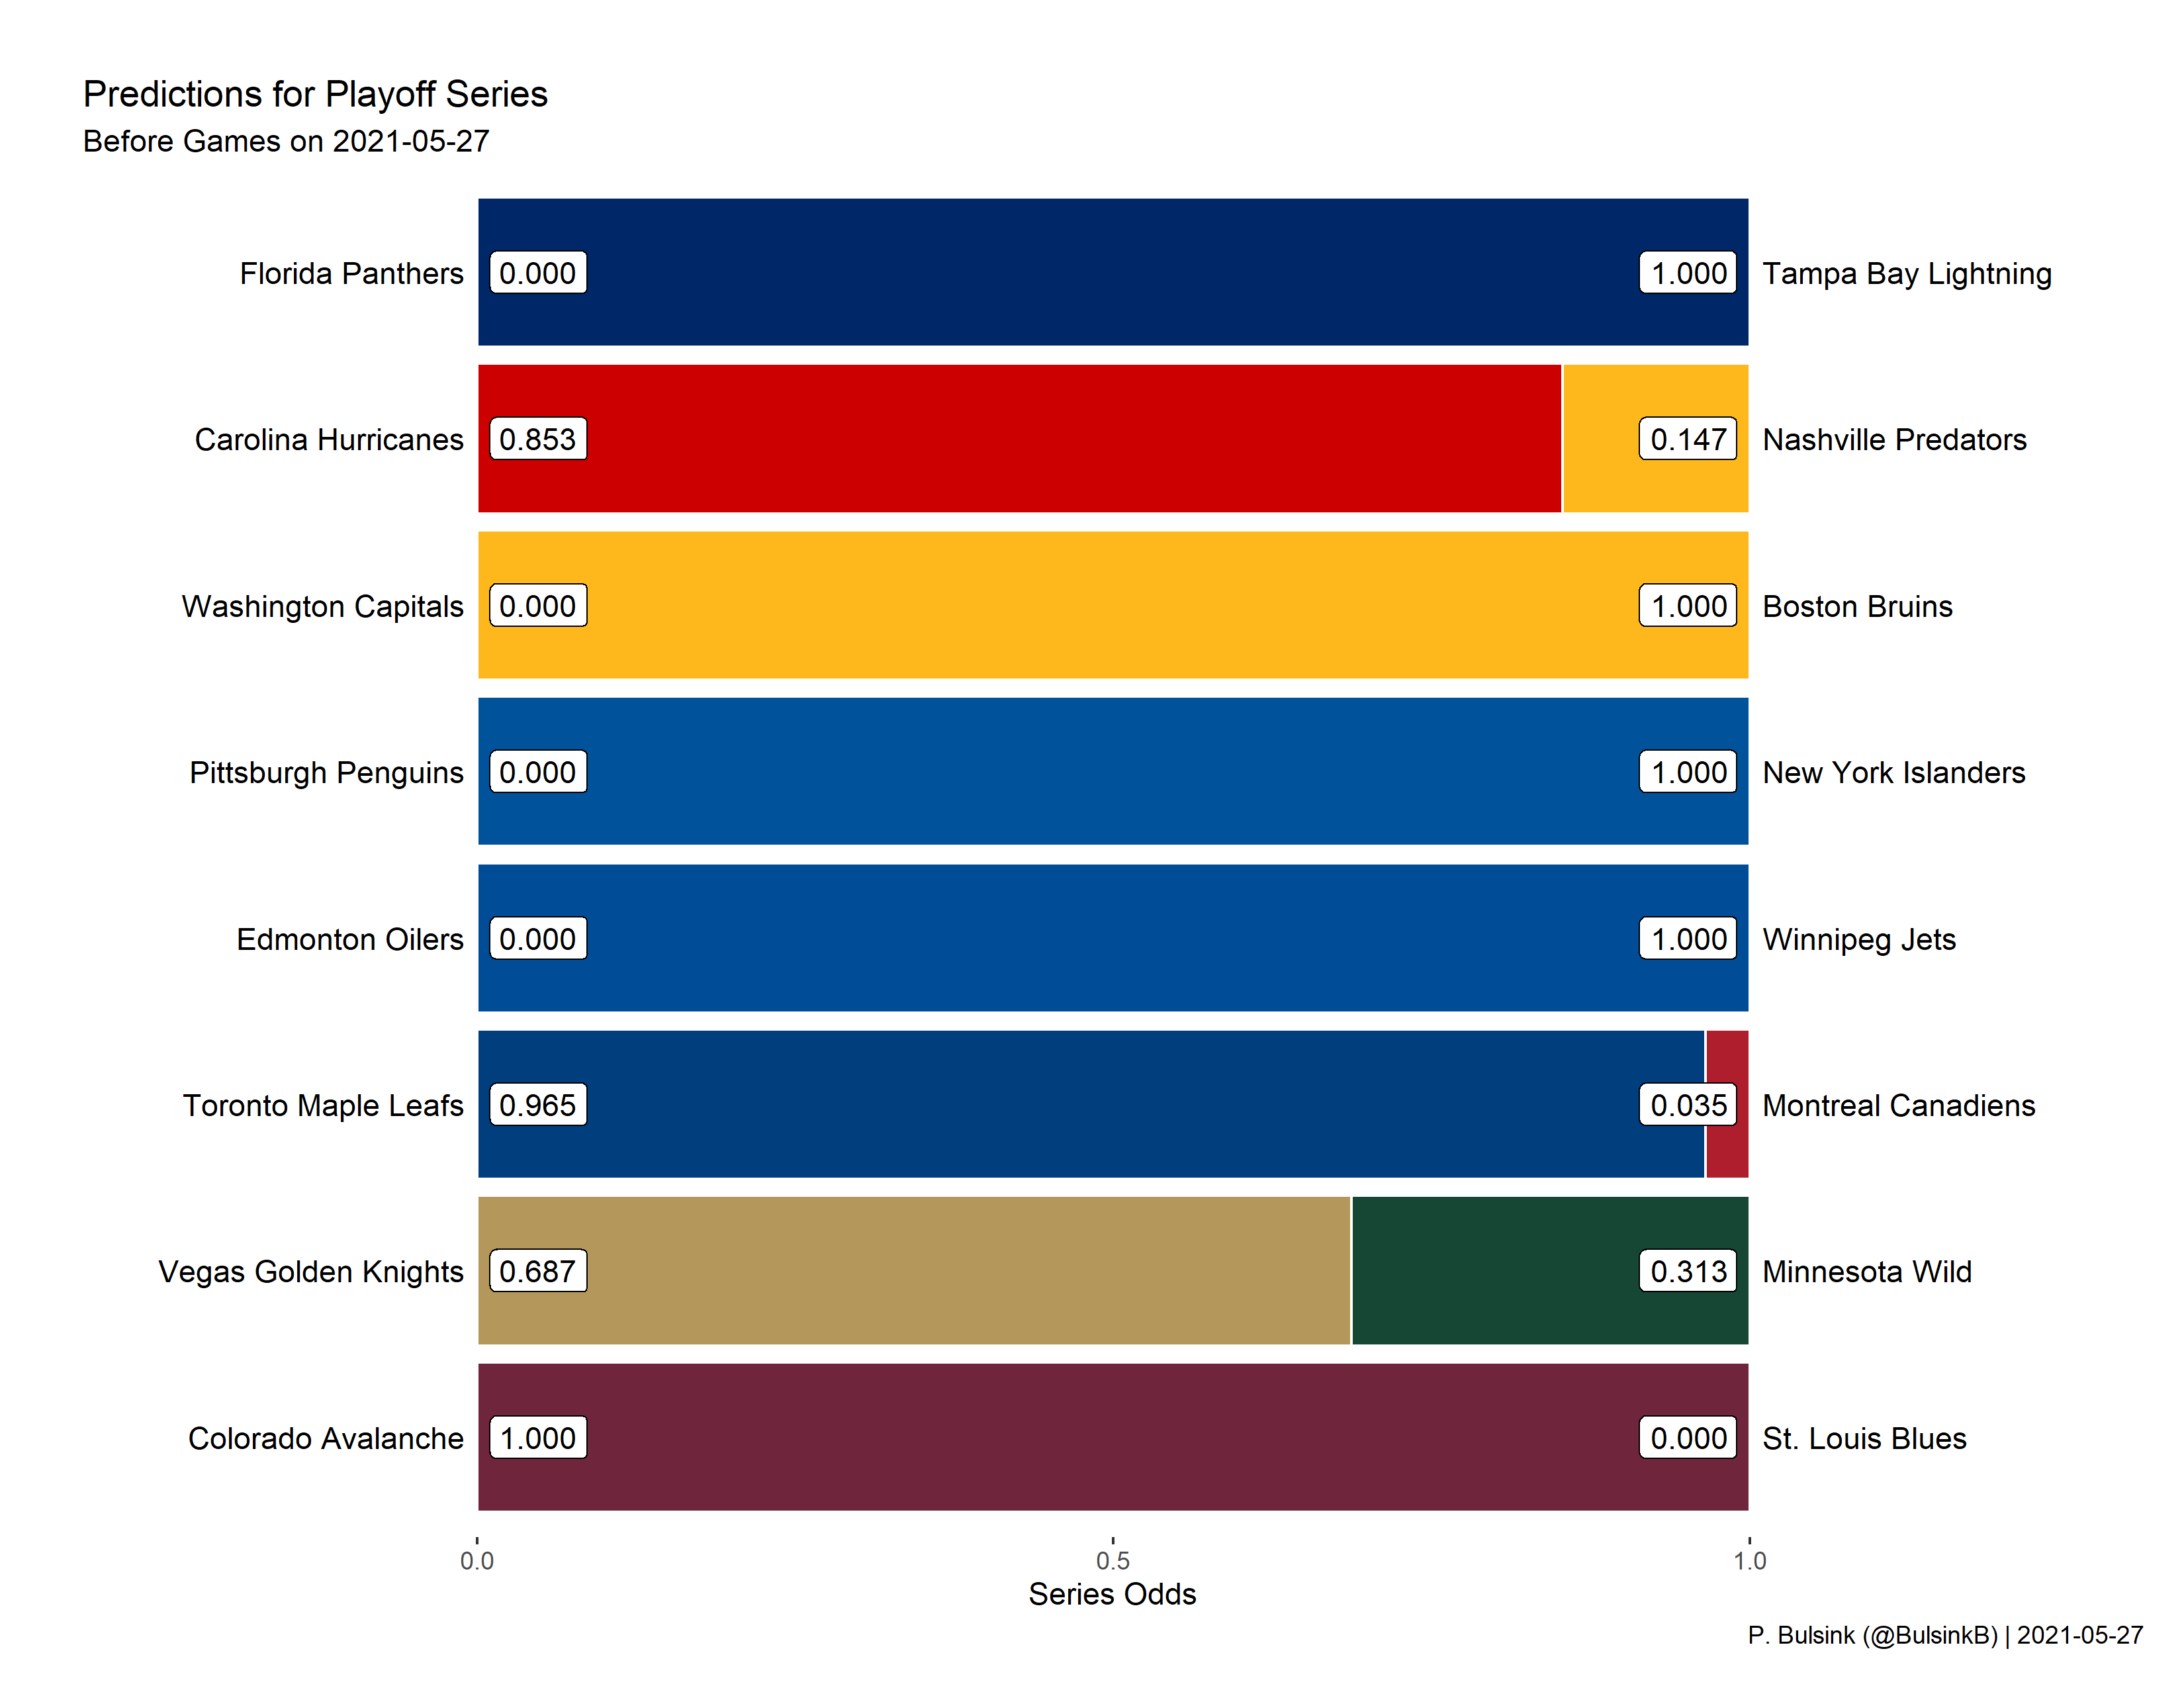 Predictions for Playoff Series
Before Games on 2021-05-27
Florida Panthers 0.000 1.000 Tampa Bay Lightning
Carolina Hurricanes 0.853 0.147 Nashville Predators
Washington Capitals 0.000 1.000 Boston Bruins
Pittsburgh Penguins 0.000 1.000 New York Islanders
Edmonton Oilers 0.000 1.000 Winnipeg Jets
Toronto Maple Leafs 0.965 0.035 Montreal Canadiens
Vegas Golden Knights 0.687 0.313 Minnesota Wild
Colorado Avalanche 1.000 0.000 St. Louis Blues
0.0 0.5 1.0
Series Odds
P. Bulsink (@BulsinkB) | 2021-05-27